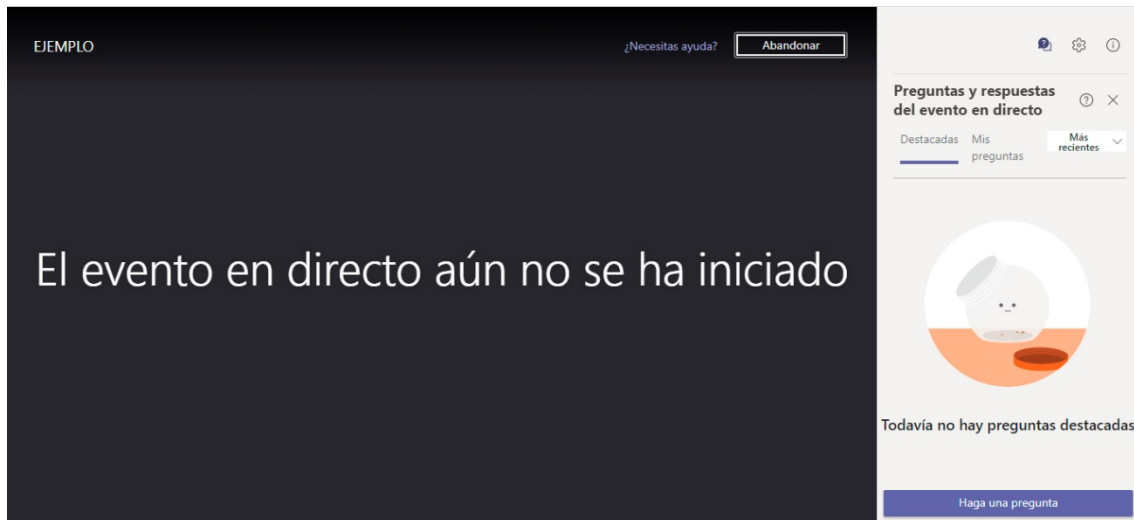 EJEMPLO
¿Necesitas ayuda?
Abandonar
El evento en directo aún no se ha iniciado
Preguntas y respuestas
del evento en directo
Destacadas
Mis
preguntas
Más
recientes
Todavía no hay preguntas destacadas
Haga una pregunta